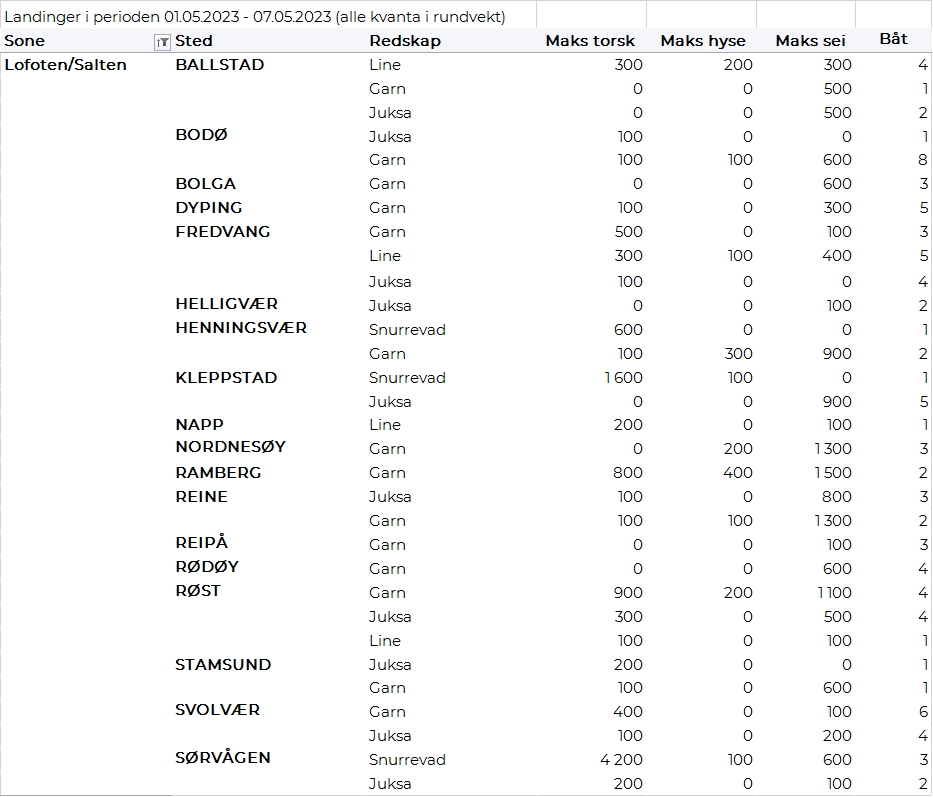 Landinger i perioden 01.05.2023 - 07.05.2023 (alle kvanta i rundvekt)
Sone Sted Redskap Maks torsk Maks hyse Maks sei Båt
Lofoten/Salten BALLSTAD Line 300 200 300 4
Garn 0 0 500 1
Juksa 0 0 500 2
BODØ Juksa 100 0 0 1
Garn 100 100 600 8
BOLGA Garn 0 0 600 3
DYPING Garn 100 0 300 5
FREDVANG Garn 500 0 100 3
Line 300 100 400 5
Juksa 100 0 0 4
HELLIGVÆR Juksa 0 0 100 2
HENNINGSVÆR Snurrevad 600 0 0 1
Garn 100 300 900 2
KLEPPSTAD Snurrevad 1 600 100 0 1
Juksa 0 0 900 5
NAPP Line 200 0 100 1
NORDNESØY Garn 0 200 1 300 3
RAMBERG Garn 800 400 1 500 2
REINE Juksa 100 0 800 3
Garn 100 100 1 300 2
REIPÅ Garn 0 0 100 3
RØDØY Garn 0 0 600 4
RØST Garn 900 200 1 100 4
Juksa 300 0 500 4
Line 100 0 100 1
STAMSUND Juksa 200 0 0 1
Garn 100 0 600 1
SVOLVÆR Garn 400 0 100 6
Juksa 100 0 200 4
SØRVÅGEN Snurrevad 4 200 100 600 3
Juksa 200 0 100 2